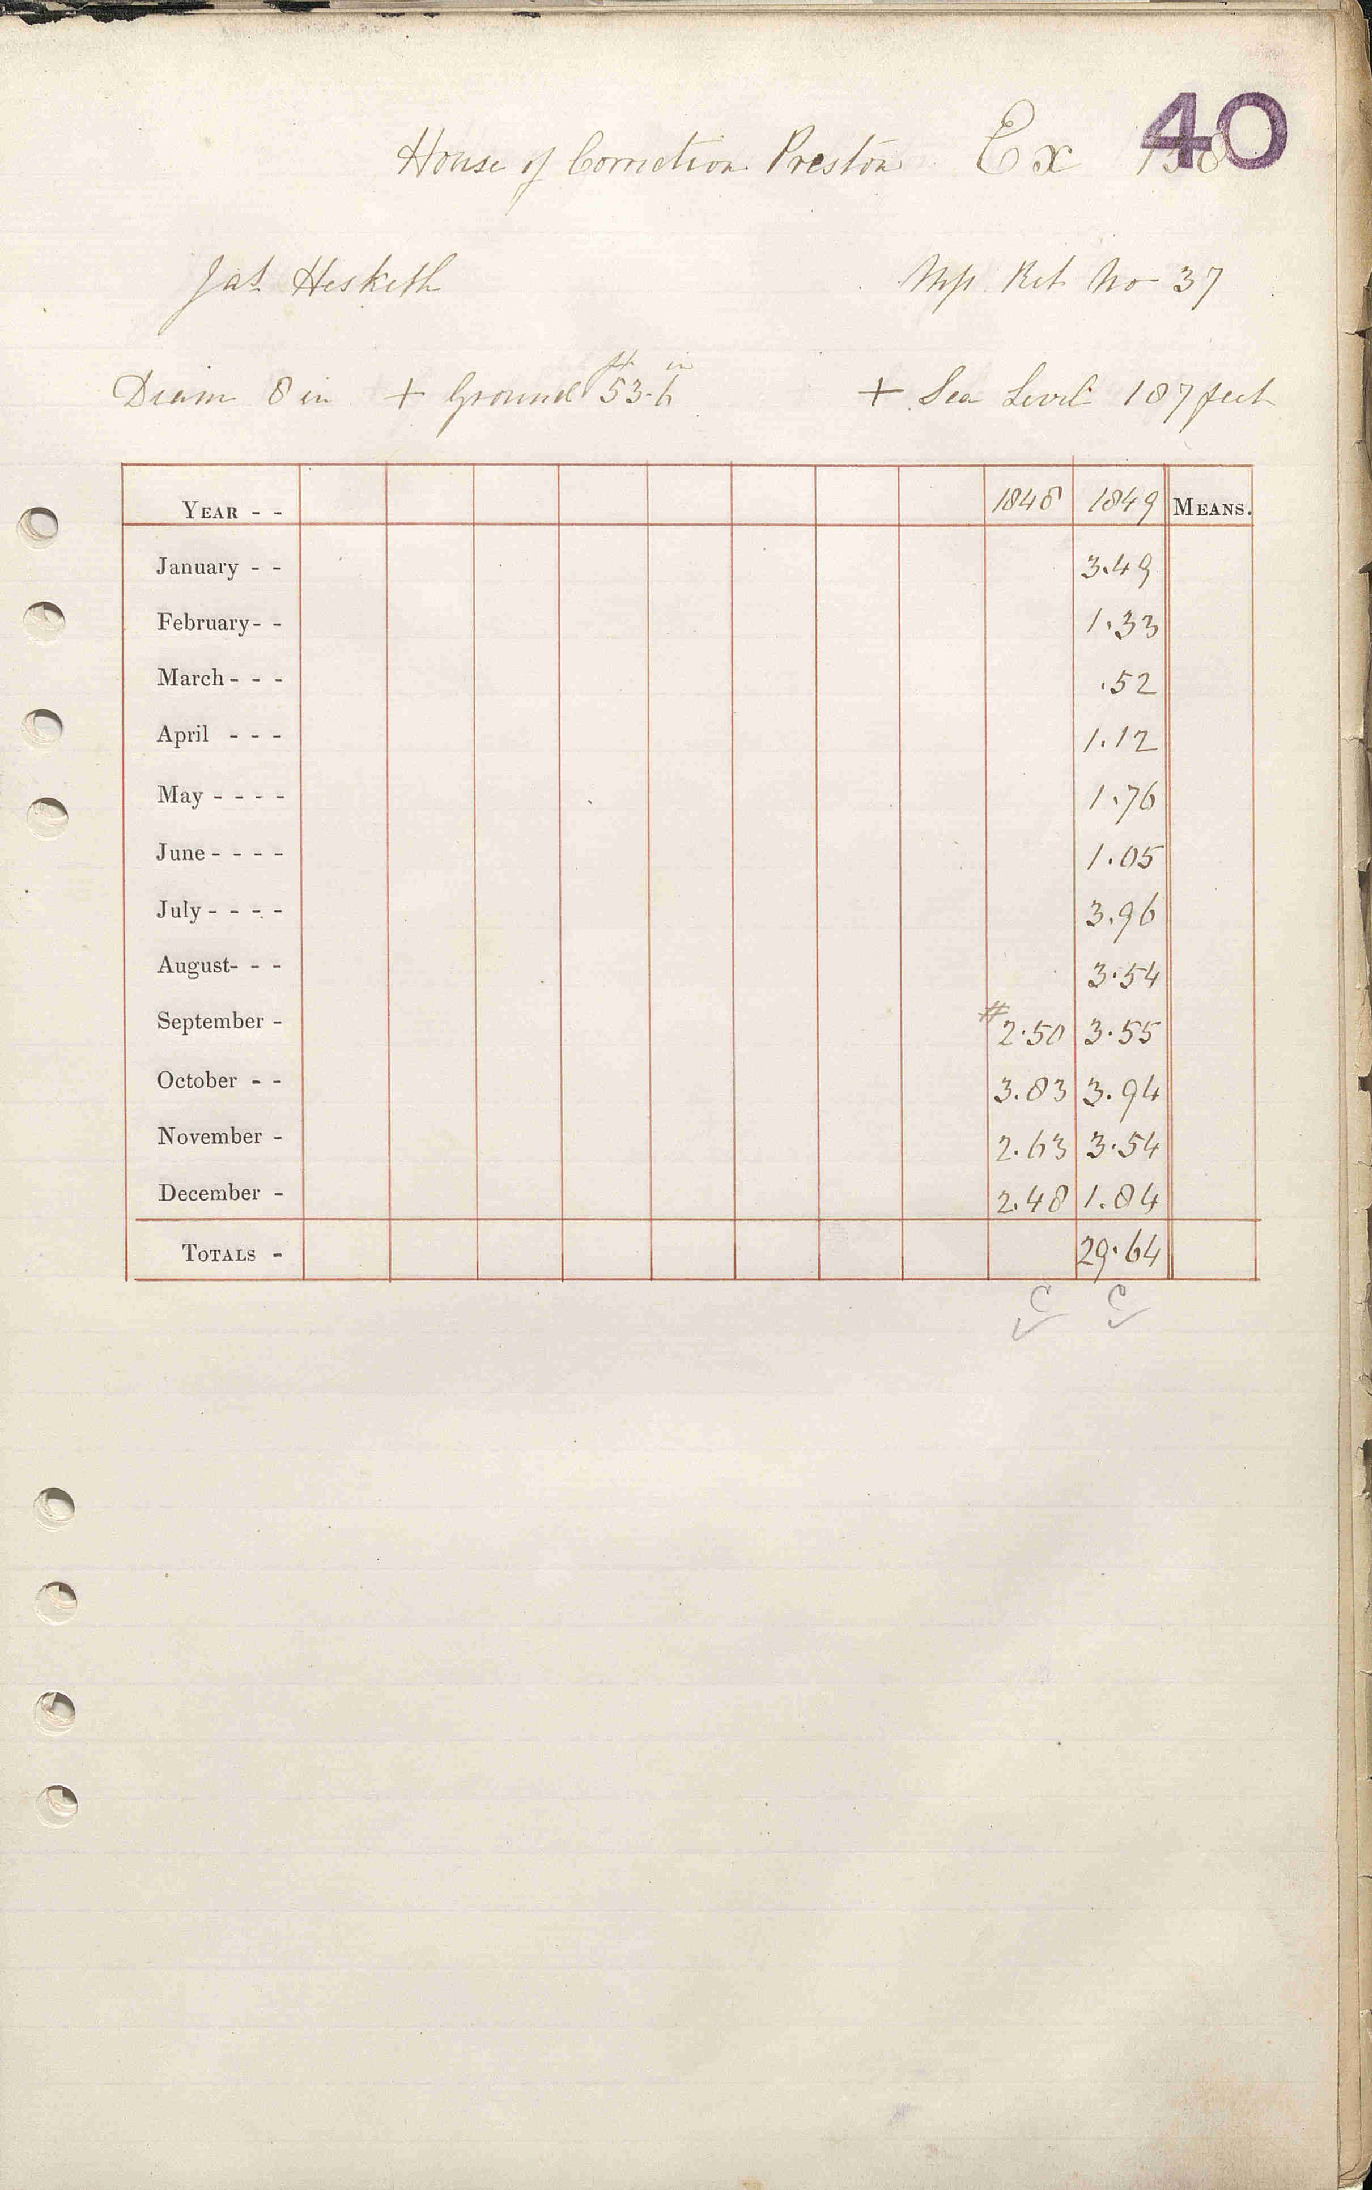 40
House of Correction Preston Ex
Jas Hesketh
Ret No 37
Diam 8 in + Ground 53 ft - 6 in + Sea Level 187 feet
YEAR - - 1848 1849 MEANS.
January - - 3.49
February - - 1.33
March - - - .52
April - - - 1.12
May - - - - 1.76
June - - - - 1.05
July - - - - 3.96
August - - - 3.54
September - # 2.50 3.55
October - - 3.83 3.94
November - 2.63 3.54
December - 2.48 1.84
TOTALS - 29.64
C C